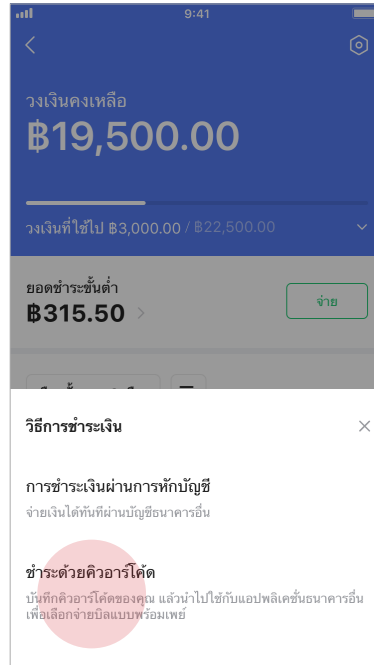 9:41
วงเงินคงเหลือ
฿19,500.00
วงเงินที่ใช้ไป ฿3,000.00 / ฿22,500.00
ยอดชำระขั้นต่ำ
฿315.50
จ่าย
วิธีการชำระเงิน
การชำระเงินผ่านการหักบัญชี
จ่ายเงินได้ทันทีผ่านบัญชีธนาคารอื่น
ชำระด้วยคิวอาร์โค้ด
บันทึกคิวอาร์โค้ดของคุณ แล้วนำไปใช้กับแอปพลิเคชั่นธนาคารอื่น
เพื่อเลือกจ่ายบิลแบบพร้อมเพย์